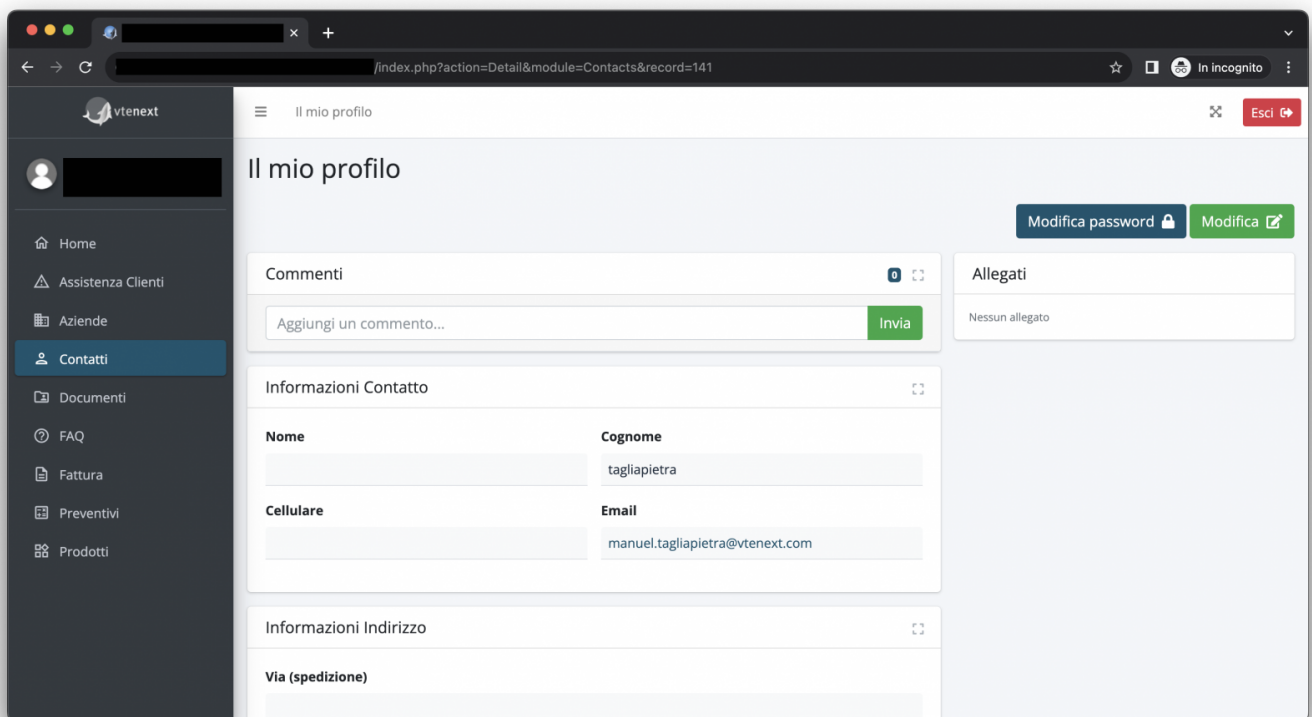 /index.php?action=Detail&module=Contacts&record=141
In incognito
vtenext
Il mio profilo
Esci
Il mio profilo
Modifica password
Modifica
Home
Assistenza Clienti
Aziende
Contatti
Documenti
FAQ
Fattura
Preventivi
Prodotti
Commenti
0
Aggiungi un commento...
Invia
Allegati
Nessun allegato
Informazioni Contatto
Nome
Cognome
tagliapietra
Cellulare
Email
manuel.tagliapietra@vtenext.com
Informazioni Indirizzo
Via (spedizione)